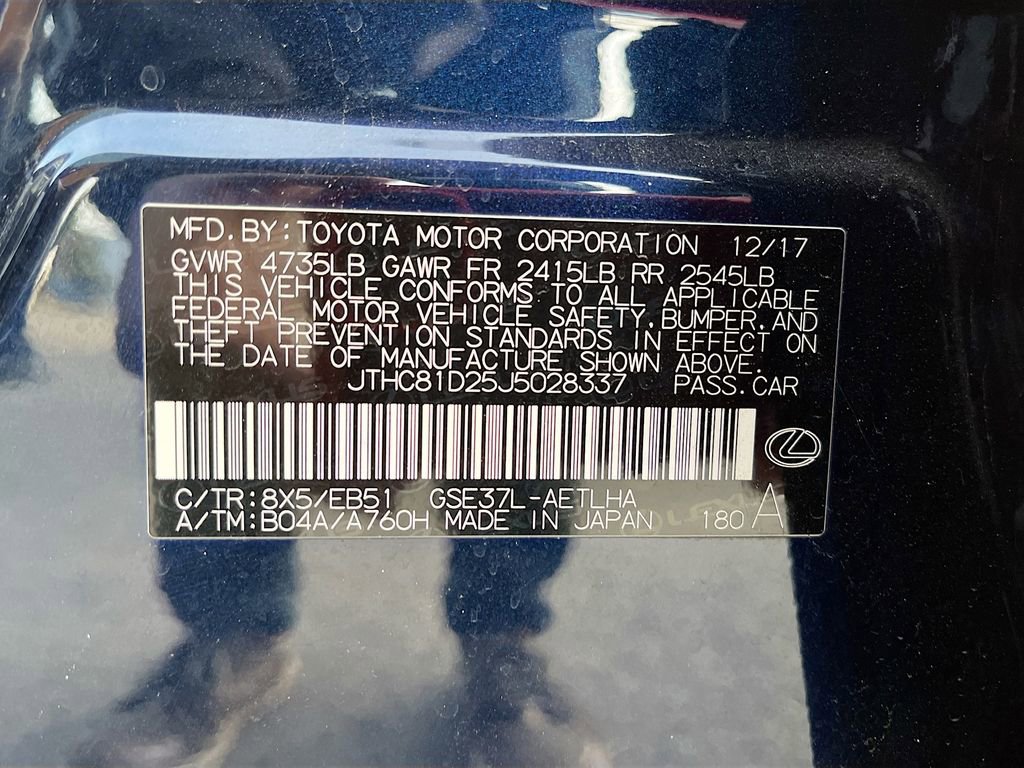 MFD.BY:TOYOTA MOTOR CORPORATION 12/17
GVWR 4735LB GAWR FR 2415LB RR 2545LB
THIS VEHICLE CONFORMS TO ALL APPLICABLE
FEDERAL MOTOR VEHICLE SAFETY,BUMPER,AND
THEFT PREVENTION STANDARDS IN EFFECT ON
THE DATE OF MANUFACTURE SHOWN ABOVE.
JTHC81D25J5028337 PASS.CAR
C/TR:8X5/EB51 GSE37L-AETLHA
A/TM:B04A/A760H MADE IN JAPAN 180 A